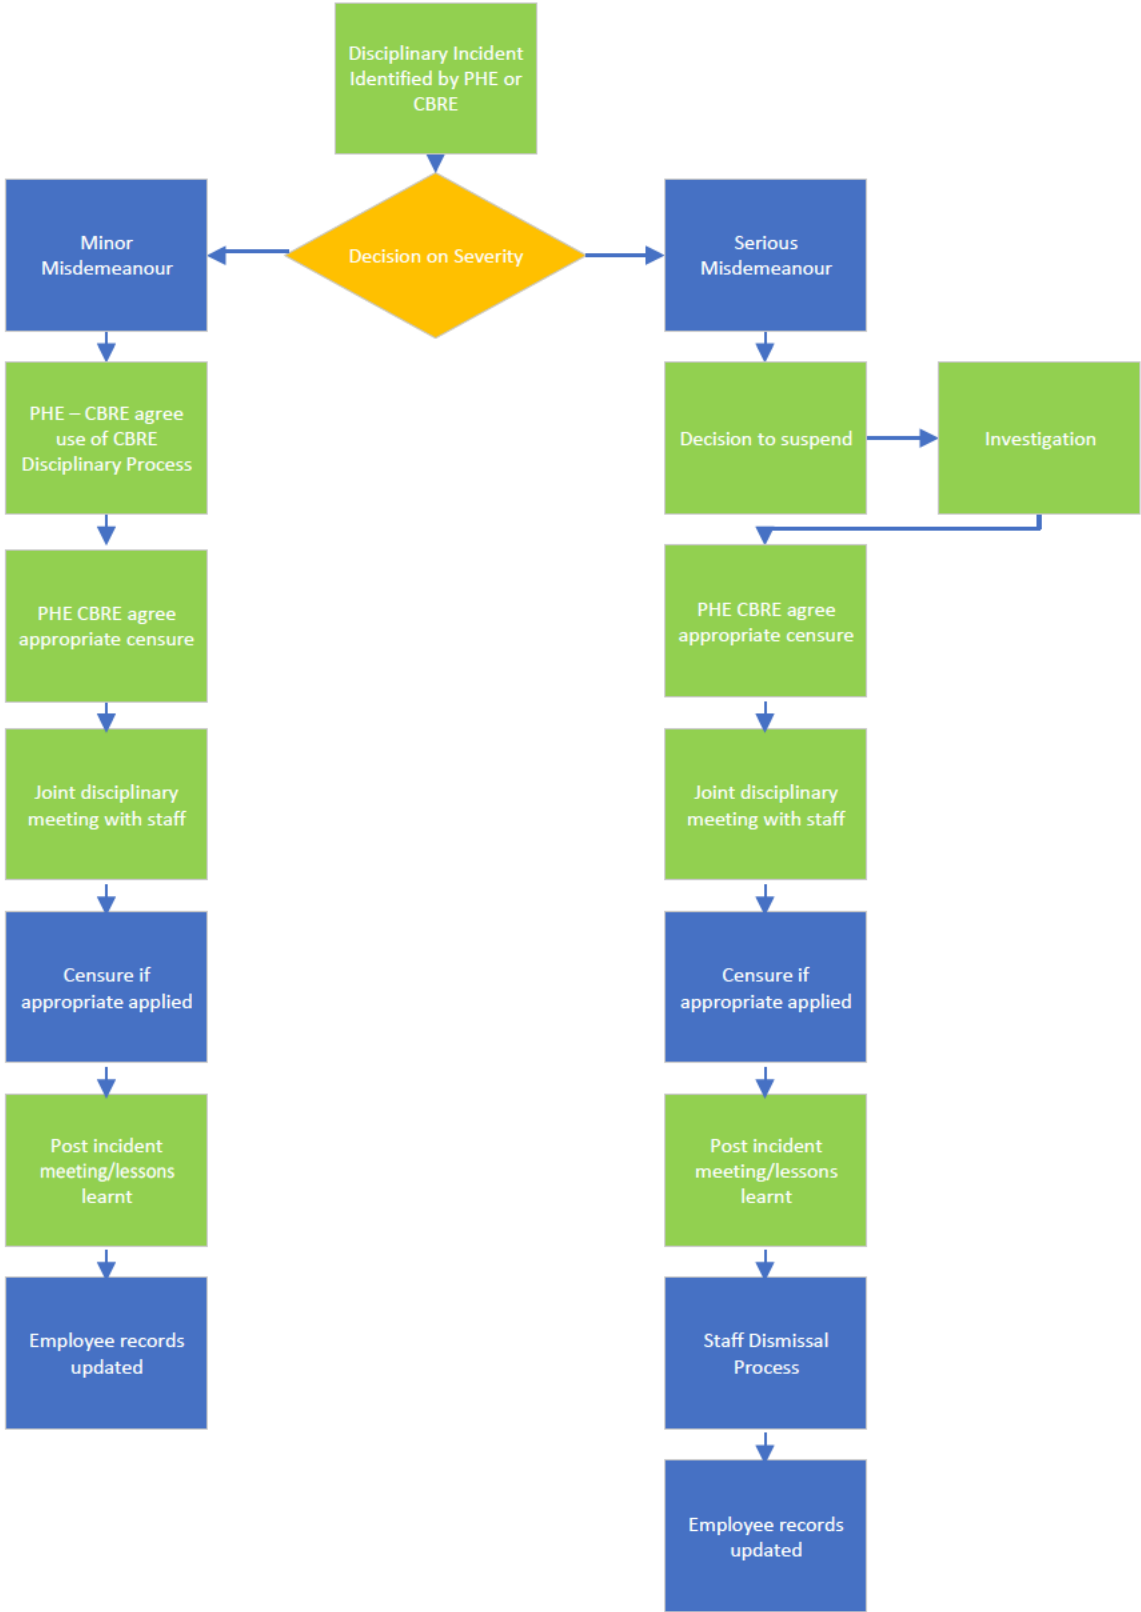 Disciplinary Incident
Identified by PHE or
CBRE
Decision on Severity
Minor
Misdemeanour
PHE – CBRE agree
use of CBRE
Disciplinary Process
PHE CBRE agree
appropriate censure
Joint disciplinary
meeting with staff
Censure if
appropriate applied
Post incident
meeting/lessons
learnt
Employee records
updated
Serious
Misdemeanour
Decision to suspend
Investigation
PHE CBRE agree
appropriate censure
Joint disciplinary
meeting with staff
Censure if
appropriate applied
Post incident
meeting/lessons
learnt
Staff Dismissal
Process
Employee records
updated